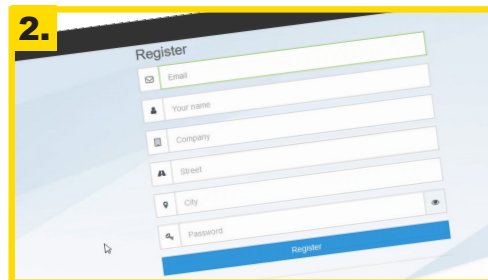 2.
Register
Email
Your name
Company
Street
City
Password
Register